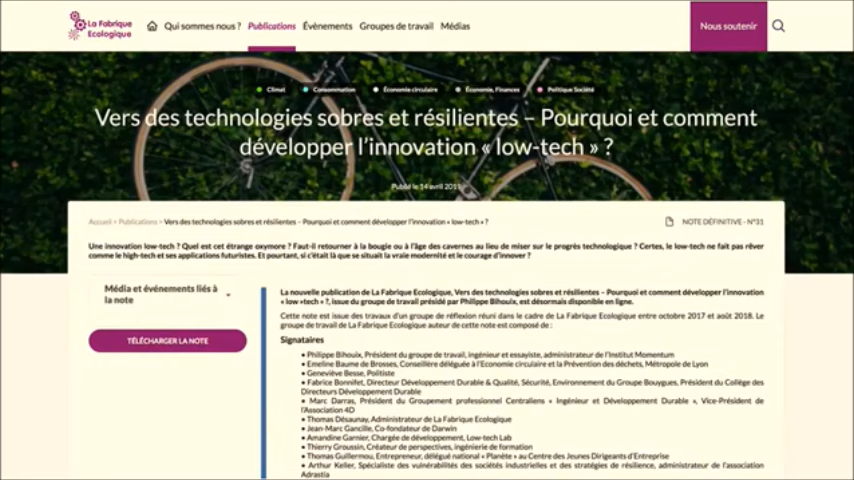 La Fabrique
Ecologique
Qui sommes nous ?
Publications
Évènements
Groupes de travail
Médias
Nous soutenir
Climat
Consommation
Économie circulaire
Économie, Finances
Politique Société
Vers des technologies sobres et résilientes – Pourquoi et comment
développer l'innovation « low-tech » ?
Publié le 14 avril 2019
Accueil > Publications > Vers des technologies sobres et résilientes – Pourquoi et comment développer l'innovation « low-tech » ?
NOTE DÉFINITIVE - N°31
Une innovation low-tech ? Quel est cet étrange oxymore ? Faut-il retourner à la bougie ou à l'âge des cavernes au lieu de miser sur le progrès technologique ? Certes, le low-tech ne fait pas rêver
comme le high-tech et ses applications futuristes. Et pourtant, si c'était là que se situait la vraie modernité et le courage d'innover ?
Média et événements liés à
la note
TÉLÉCHARGER LA NOTE
La nouvelle publication de La Fabrique Ecologique, Vers des technologies sobres et résilientes – Pourquoi et comment développer l'innovation
« low «tech » ?, issue du groupe de travail présidé par Philippe Bihouix, est désormais disponible en ligne.
Cette note est issue des travaux d'un groupe de réflexion réuni dans le cadre de La Fabrique Ecologique entre octobre 2017 et août 2018. Le
groupe de travail de La Fabrique Ecologique auteur de cette note est composé de :
Signataires
• Philippe Bihouix, Président du groupe de travail, ingénieur et essayiste, administrateur de l'Institut Momentum
• Emeline Baume de Brosses, Conseillère déléguée à l'Economie circulaire et la Prévention des déchets, Métropole de Lyon
• Geneviève Besse, Politiste
• Fabrice Bonnifet, Directeur Développement Durable & Qualité, Sécurité, Environnement du Groupe Bouygues, Président du Collège des
Directeurs Développement Durable
• Marc Darras, Président du Groupement professionnel Centraliens « Ingénieur et Développement Durable », Vice-Président de
l'Association 4D
• Thomas Désaunay, Administrateur de La Fabrique Ecologique
• Jean-Marc Gancille, Co-fondateur de Darwin
• Amandine Garnier, Chargée de développement, Low-tech Lab
• Thierry Groussin, Créateur de perspectives, ingénierie de formation
• Thomas Guillermou, Entrepreneur, délégué national « Planète » au Centre des Jeunes Dirigeants d'Entreprise
• Arthur Keller, Spécialiste des vulnérabilités des sociétés industrielles et des stratégies de résilience, administrateur de l'association
Adrastia